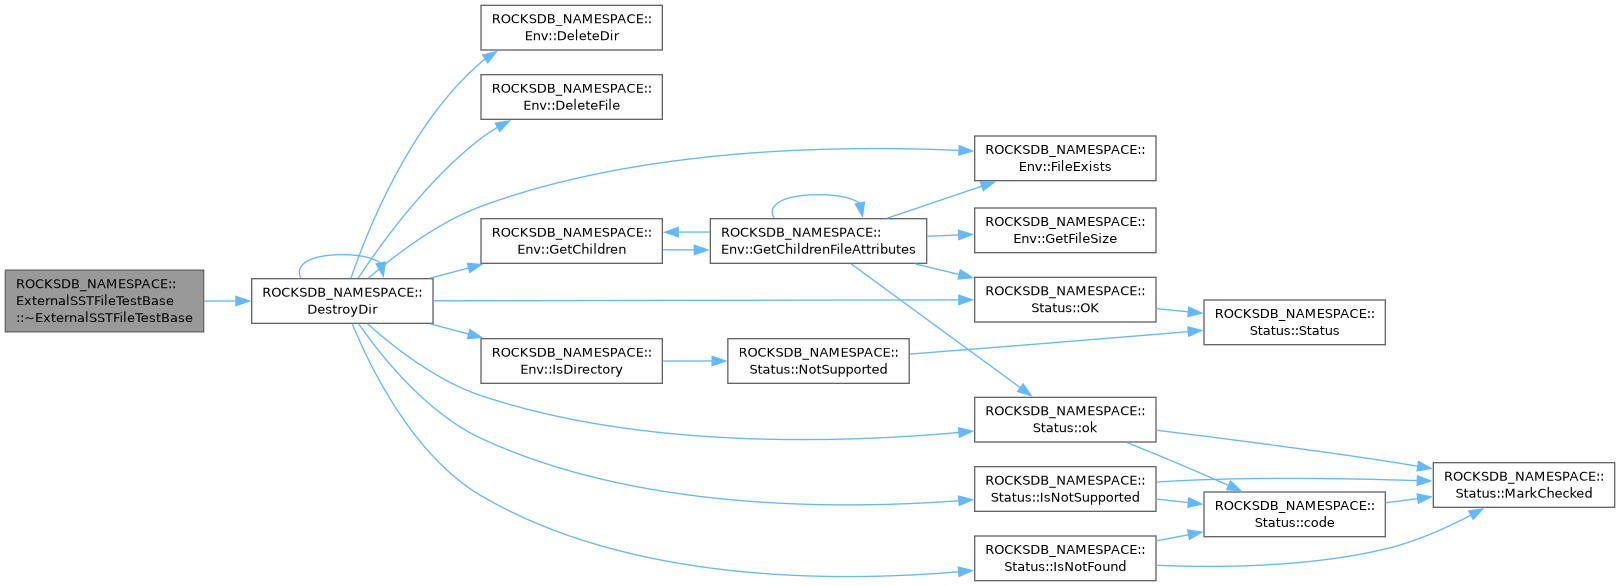 ROCKSDB_NAMESPACE::
ExternalSSTFileTestBase
::~ExternalSSTFileTestBase
ROCKSDB_NAMESPACE::
DestroyDir
ROCKSDB_NAMESPACE::
Env::DeleteDir
ROCKSDB_NAMESPACE::
Env::DeleteFile
ROCKSDB_NAMESPACE::
Env::GetChildren
ROCKSDB_NAMESPACE::
Env::IsDirectory
ROCKSDB_NAMESPACE::
Env::GetChildrenFileAttributes
ROCKSDB_NAMESPACE::
Status::NotSupported
ROCKSDB_NAMESPACE::
Env::FileExists
ROCKSDB_NAMESPACE::
Env::GetFileSize
ROCKSDB_NAMESPACE::
Status::OK
ROCKSDB_NAMESPACE::
Status::ok
ROCKSDB_NAMESPACE::
Status::IsNotSupported
ROCKSDB_NAMESPACE::
Status::IsNotFound
ROCKSDB_NAMESPACE::
Status::Status
ROCKSDB_NAMESPACE::
Status::code
ROCKSDB_NAMESPACE::
Status::MarkChecked